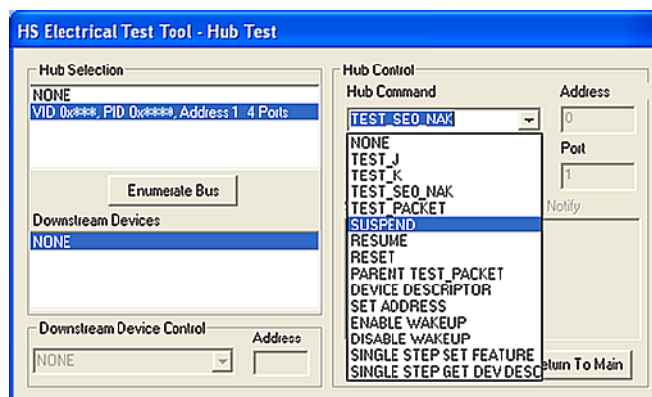 HS Electrical Test Tool - Hub Test
Hub Selection
NONE
VID 0x***, PID 0x****, Address 1 4 Ports
Enumerate Bus
Downstream Devices
NONE
Downstream Device Control
Address
NONE
Hub Control
Hub Command
Address
TEST_SE0_NAK
0
Port
1
NONE
TEST_J
TEST_K
TEST_SE0_NAK
TEST_PACKET
Notify
SUSPEND
RESUME
RESET
PARENT TEST_PACKET
DEVICE DESCRIPTOR
SET ADDRESS
ENABLE WAKEUP
DISABLE WAKEUP
SINGLE STEP SET FEATURE
SINGLE STEP GET DEV DESC
eturn To Main